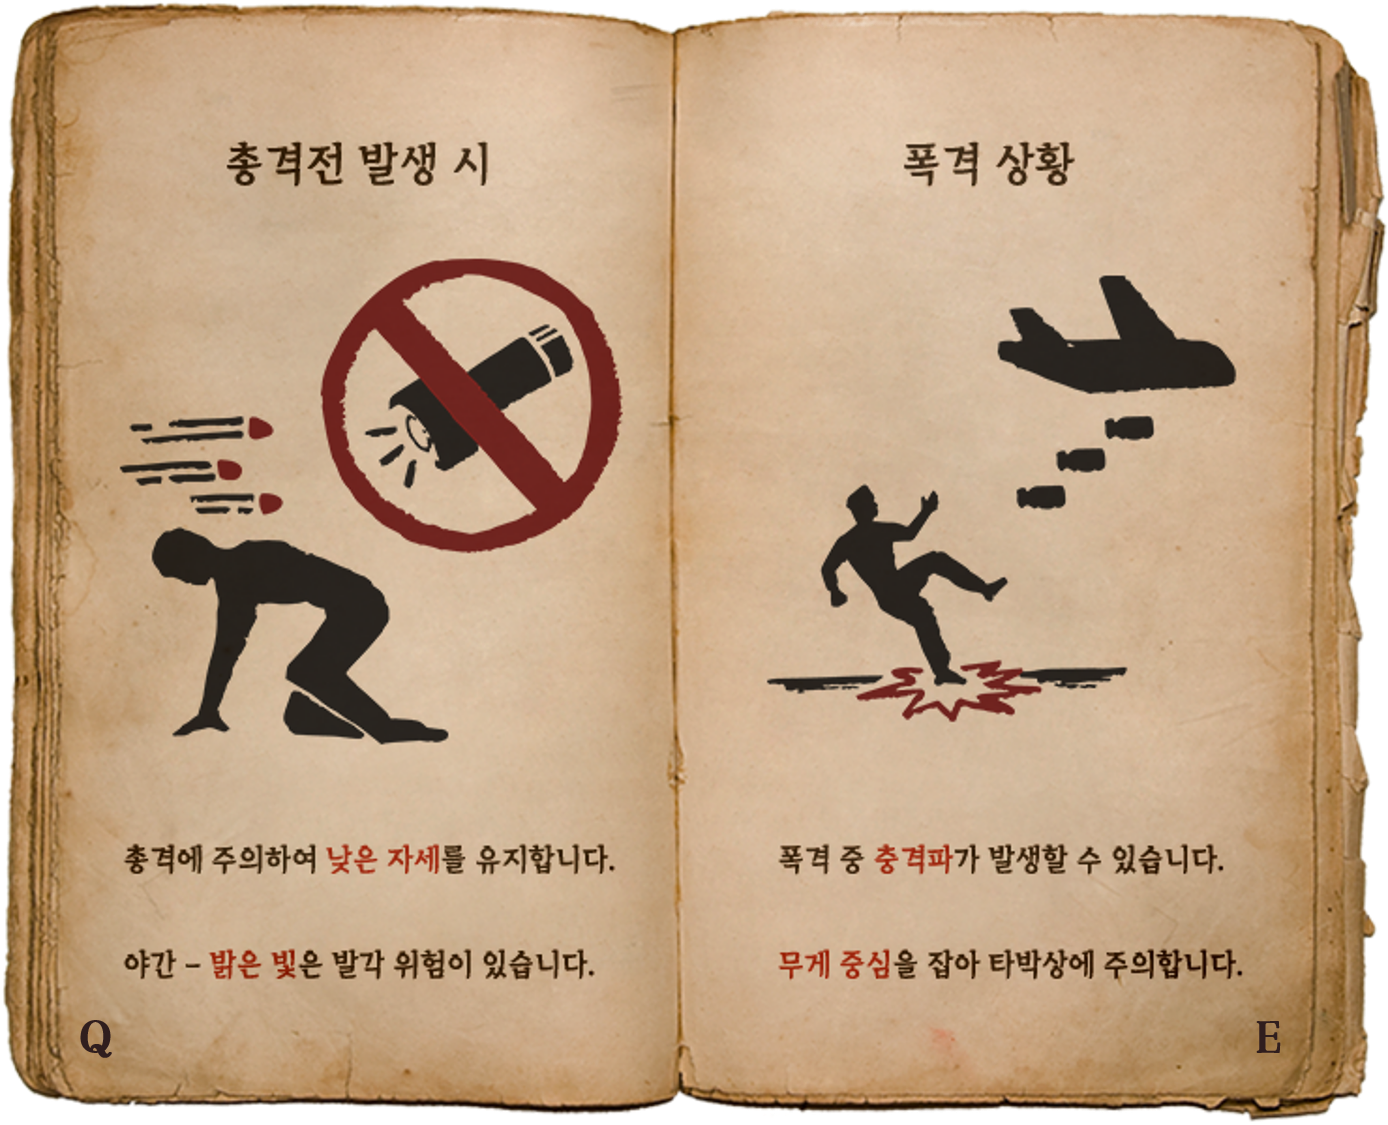 총격전 발생 시
총격에 주의하여 낮은 자세를 유지합니다.
야간 – 밝은 빛은 발각 위험이 있습니다.
Q
폭격 상황
폭격 중 충격파가 발생할 수 있습니다.
무게 중심을 잡아 타박상에 주의합니다.
E